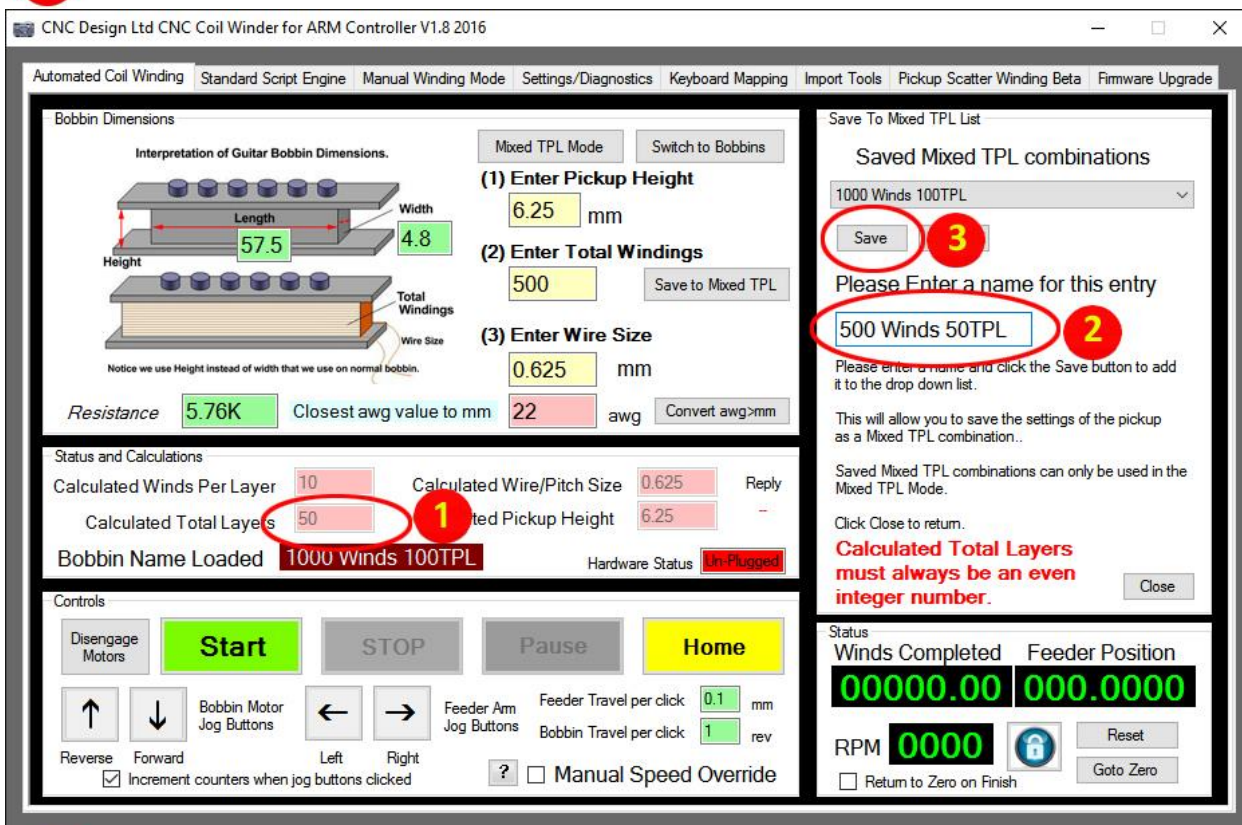 CNC Design Ltd CNC Coil Winder for ARM Controller V1.8 2016
Automated Coil Winding Standard Script Engine Manual Winding Mode Settings/Diagnostics Keyboard Mapping Import Tools Pickup Scatter Winding Beta Firmware Upgrade
Bobbin Dimensions
Interpretation of Guitar Bobbin Dimensions.
Length
57.5
Width
4.8
Height
Total
Windings
Wire Size
Notice we use Height instead of width that we use on normal bobbin.
Mixed TPL Mode Switch to Bobbins
(1) Enter Pickup Height
6.25 mm
(2) Enter Total Windings
500 Save to Mixed TPL
(3) Enter Wire Size
0.625 mm
Resistance 5.76K Closest awg value to mm 22 awg Convert awg>mm
Status and Calculations
Calculated Winds Per Layer 10 Calculated Wire/Pitch Size 0.625 Reply
Calculated Total Layers 50 1 ted Pickup Height 6.25 --
Bobbin Name Loaded 1000 Winds 100TPL Hardware Status Un-Plugged
Controls
Disengage
Motors
Start STOP Pause Home
↑ ↓ Bobbin Motor
Jog Buttons
← → Feeder Arm
Jog Buttons
Reverse Forward Left Right
Feeder Travel per click 0.1 mm
Bobbin Travel per click 1 rev
Increment counters when jog buttons clicked
? Manual Speed Override
Save To Mixed TPL List
Saved Mixed TPL combinations
1000 Winds 100TPL
Save 3
Please Enter a name for this entry
500 Winds 50TPL 2
Please enter a name and click the Save button to add
it to the drop down list.
This will allow you to save the settings of the pickup
as a Mixed TPL combination..
Saved Mixed TPL combinations can only be used in the
Mixed TPL Mode.
Click Close to return.
Calculated Total Layers
must always be an even
integer number.
Close
Status
Winds Completed Feeder Position
00000.00 000.0000
RPM 0000
Reset
Goto Zero
Return to Zero on Finish